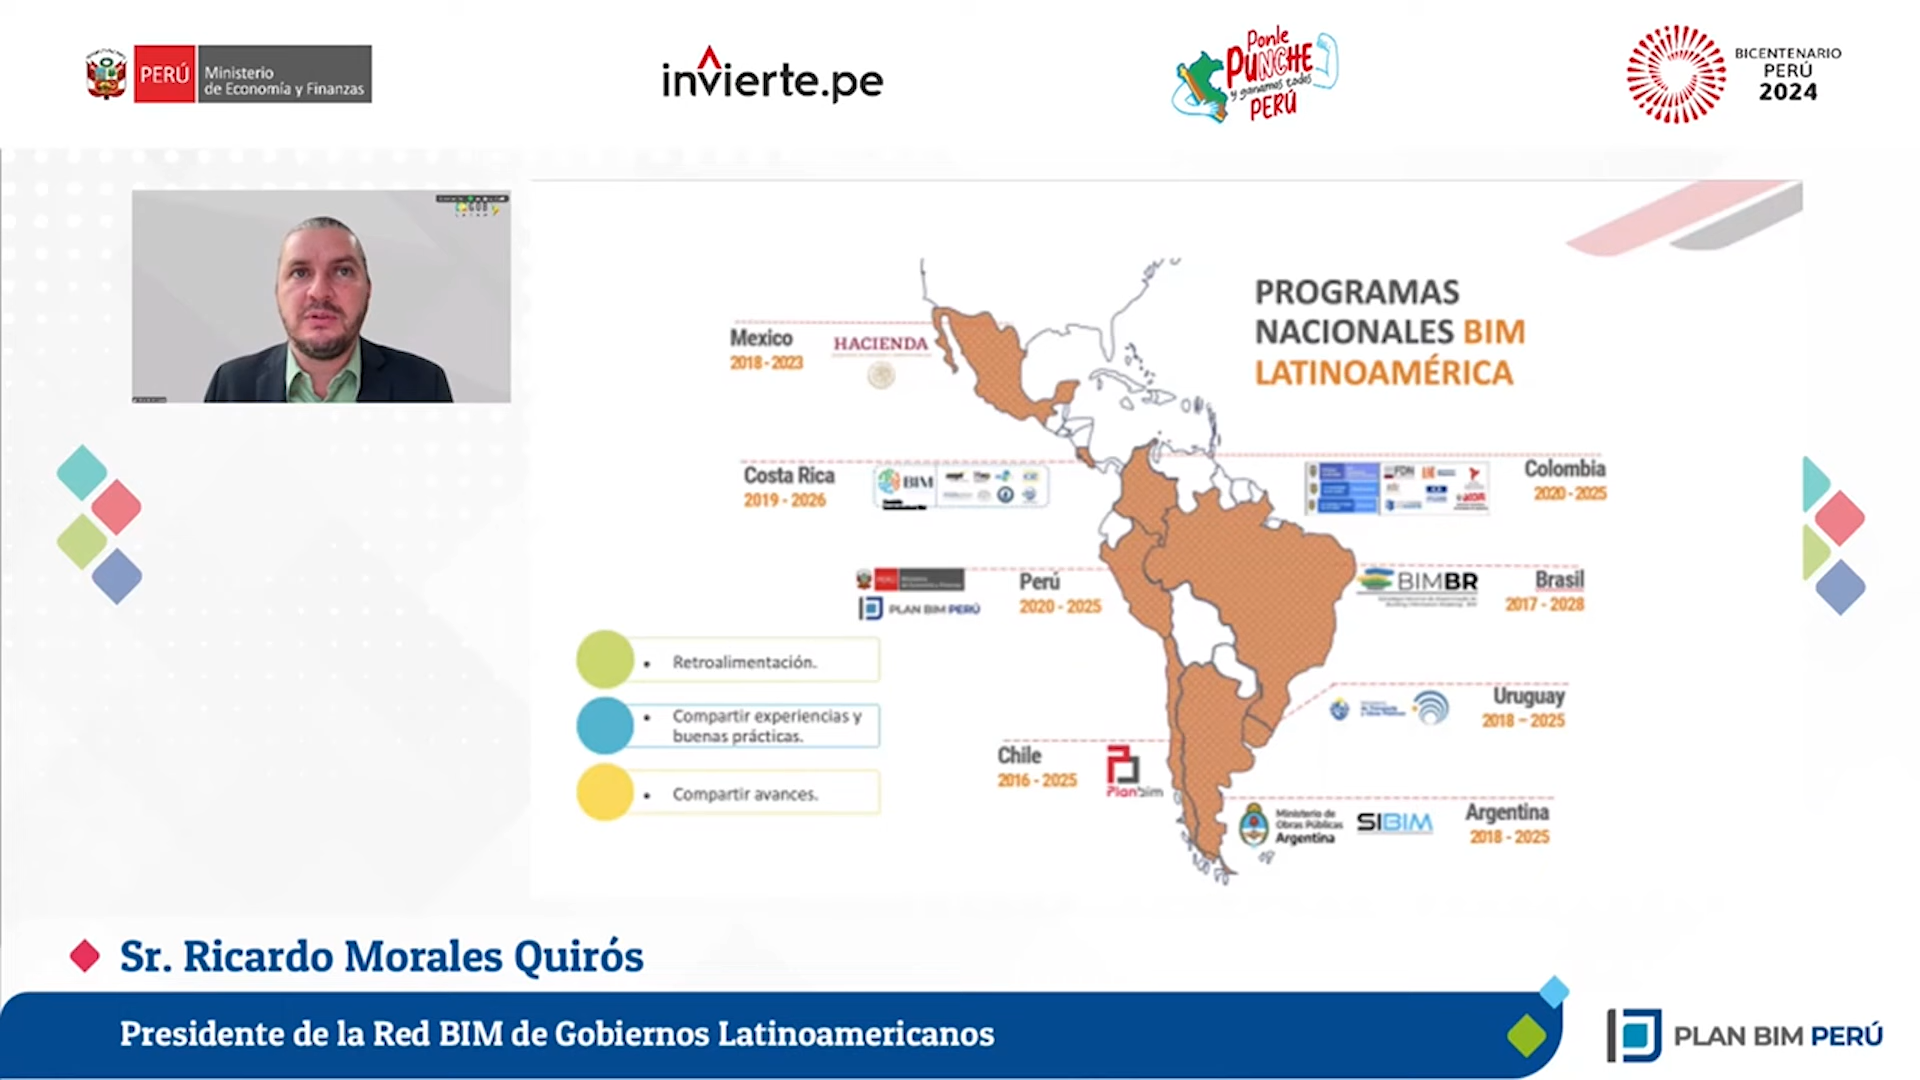 PERÚ
Ministerio
de Economía y Finanzas
invierte.pe
Ponle
PUNCHE
y ganamos todos
PERÚ
BICENTENARIO
PERÚ
2024
PROGRAMAS
NACIONALES BIM
LATINOAMÉRICA
Mexico
2018-2023
HACIENDA
Costa Rica
2019 - 2026
BIM
FDN
Colombia
2020-2025
PERÚ
PLAN BIM PERÚ
Perú
2020 - 2025
BIMBR
Brasil
2017 - 2028
Retroalimentación.
Compartir experiencias y
buenas prácticas.
Compartir avances.
Uruguay
2018 – 2025
Chile
2016 - 2025
Planbim
Ministerio de
Obras Públicas
Argentina
SIBIM
Argentina
2018 - 2025
Sr. Ricardo Morales Quirós
Presidente de la Red BIM de Gobiernos Latinoamericanos
PLAN BIM PERÚ